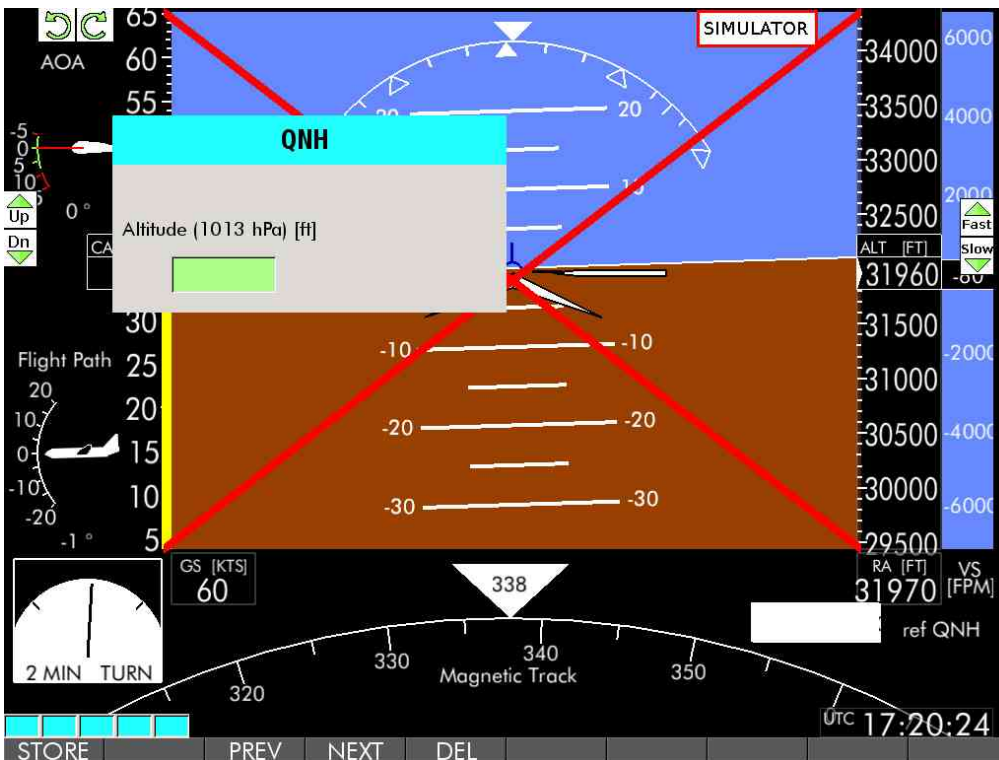 65
SIMULATOR
6000
34000
AOA
60
20
20
55
33500
4000
QNH
-5
0
5
10
33000
10
2000
Up
0 °
Altitude (1013 hPa) [ft]
32500
Fast
Dn
CA
ALT [FT]
Slow
31960
30
31500
-10
-10
Flight Path
25
-2000
20
31000
10
20
-20
-20
-4000
0
15
30500
-10
10
30000
-20
-30
-30
-6000
-1 °
5
29500
GS [KTS]
RA [FT]
VS
60
338
31970
[FPM]
ref QNH
2 MIN TURN
320
330
340
350
Magnetic Track
UTC 17:20:24
STORE PREV NEXT DEL